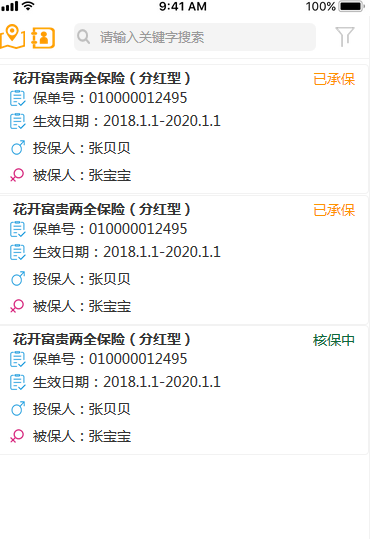 9:41 AM 100%
请输入关键字搜索
花开富贵两全保险（分红型） 已承保
保单号：010000012495
生效日期：2018.1.1-2020.1.1
投保人：张贝贝
被保人：张宝宝
花开富贵两全保险（分红型） 已承保
保单号：010000012495
生效日期：2018.1.1-2020.1.1
投保人：张贝贝
被保人：张宝宝
花开富贵两全保险（分红型） 核保中
保单号：010000012495
生效日期：2018.1.1-2020.1.1
投保人：张贝贝
被保人：张宝宝